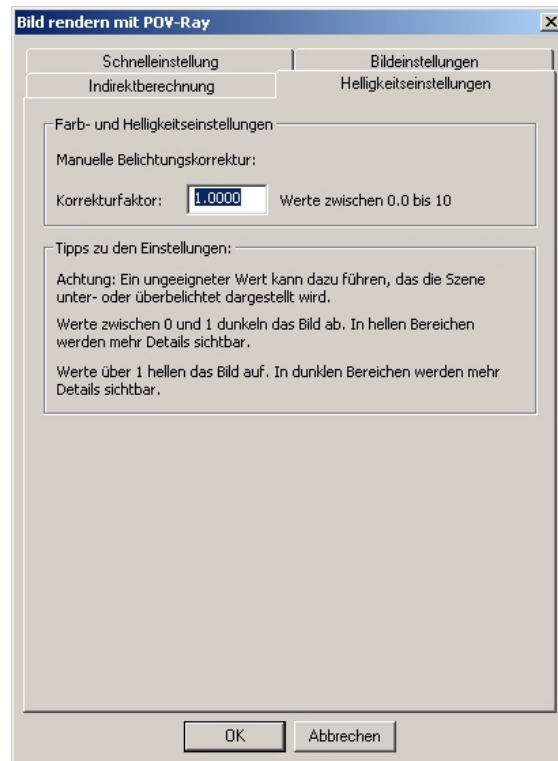 Bild rendern mit POV-Ray
Schnelleinstellung
Bildeinstellungen
Indirektberechnung
Helligkeitseinstellungen
Farb- und Helligkeitseinstellungen
Manuelle Belichtungskorrektur:
Korrekturfaktor:
1.0000
Werte zwischen 0.0 bis 10
Tipps zu den Einstellungen:
Achtung: Ein ungeeigneter Wert kann dazu führen, das die Szene
unter- oder überbelichtet dargestellt wird.
Werte zwischen 0 und 1 dunkeln das Bild ab. In hellen Bereichen
werden mehr Details sichtbar.
Werte über 1 hellen das Bild auf. In dunklen Bereichen werden mehr
Details sichtbar.
OK
Abbrechen